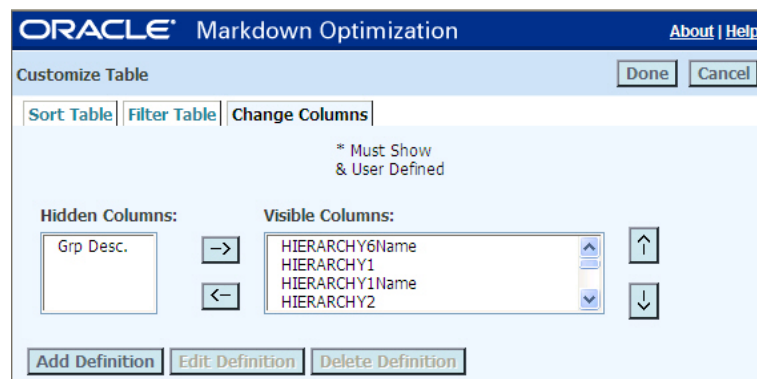 ORACLE® Markdown Optimization About | Help
Customize Table Done Cancel
Sort Table Filter Table Change Columns
* Must Show
& User Defined
Hidden Columns: Visible Columns:
Grp Desc. --> HIERARCHY6Name
HIERARCHY1
HIERARCHY1Name
<-- HIERARCHY2
Add Definition Edit Definition Delete Definition